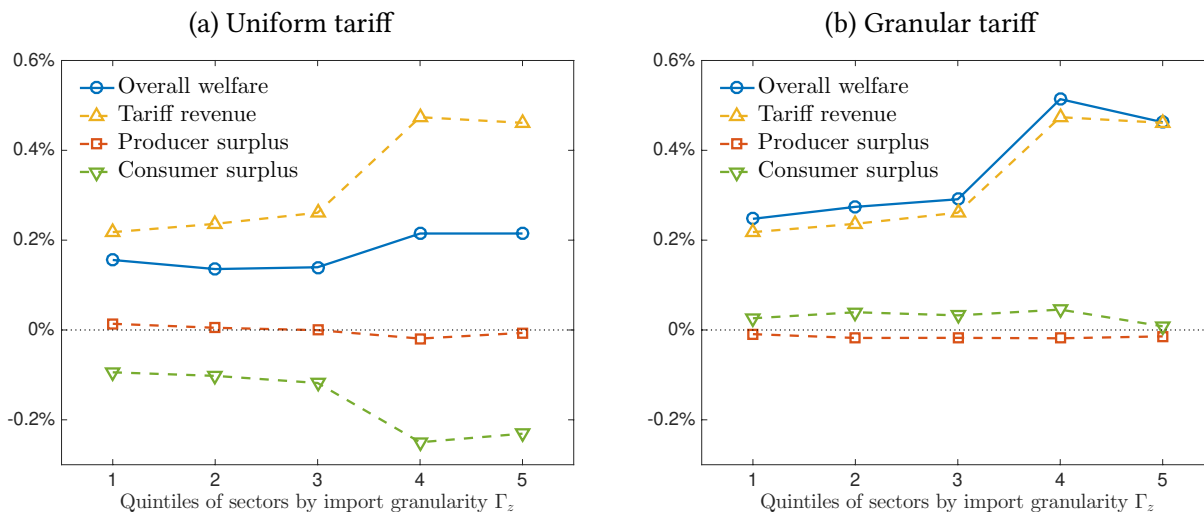 (a) Uniform tariff
0.6%
0.4%
0.2%
0%
-0.2%
Overall welfare
Tariff revenue
Producer surplus
Consumer surplus
1 2 3 4 5
Quintiles of sectors by import granularity Γz
(b) Granular tariff
0.6%
0.4%
0.2%
0%
-0.2%
Overall welfare
Tariff revenue
Producer surplus
Consumer surplus
1 2 3 4 5
Quintiles of sectors by import granularity Γz